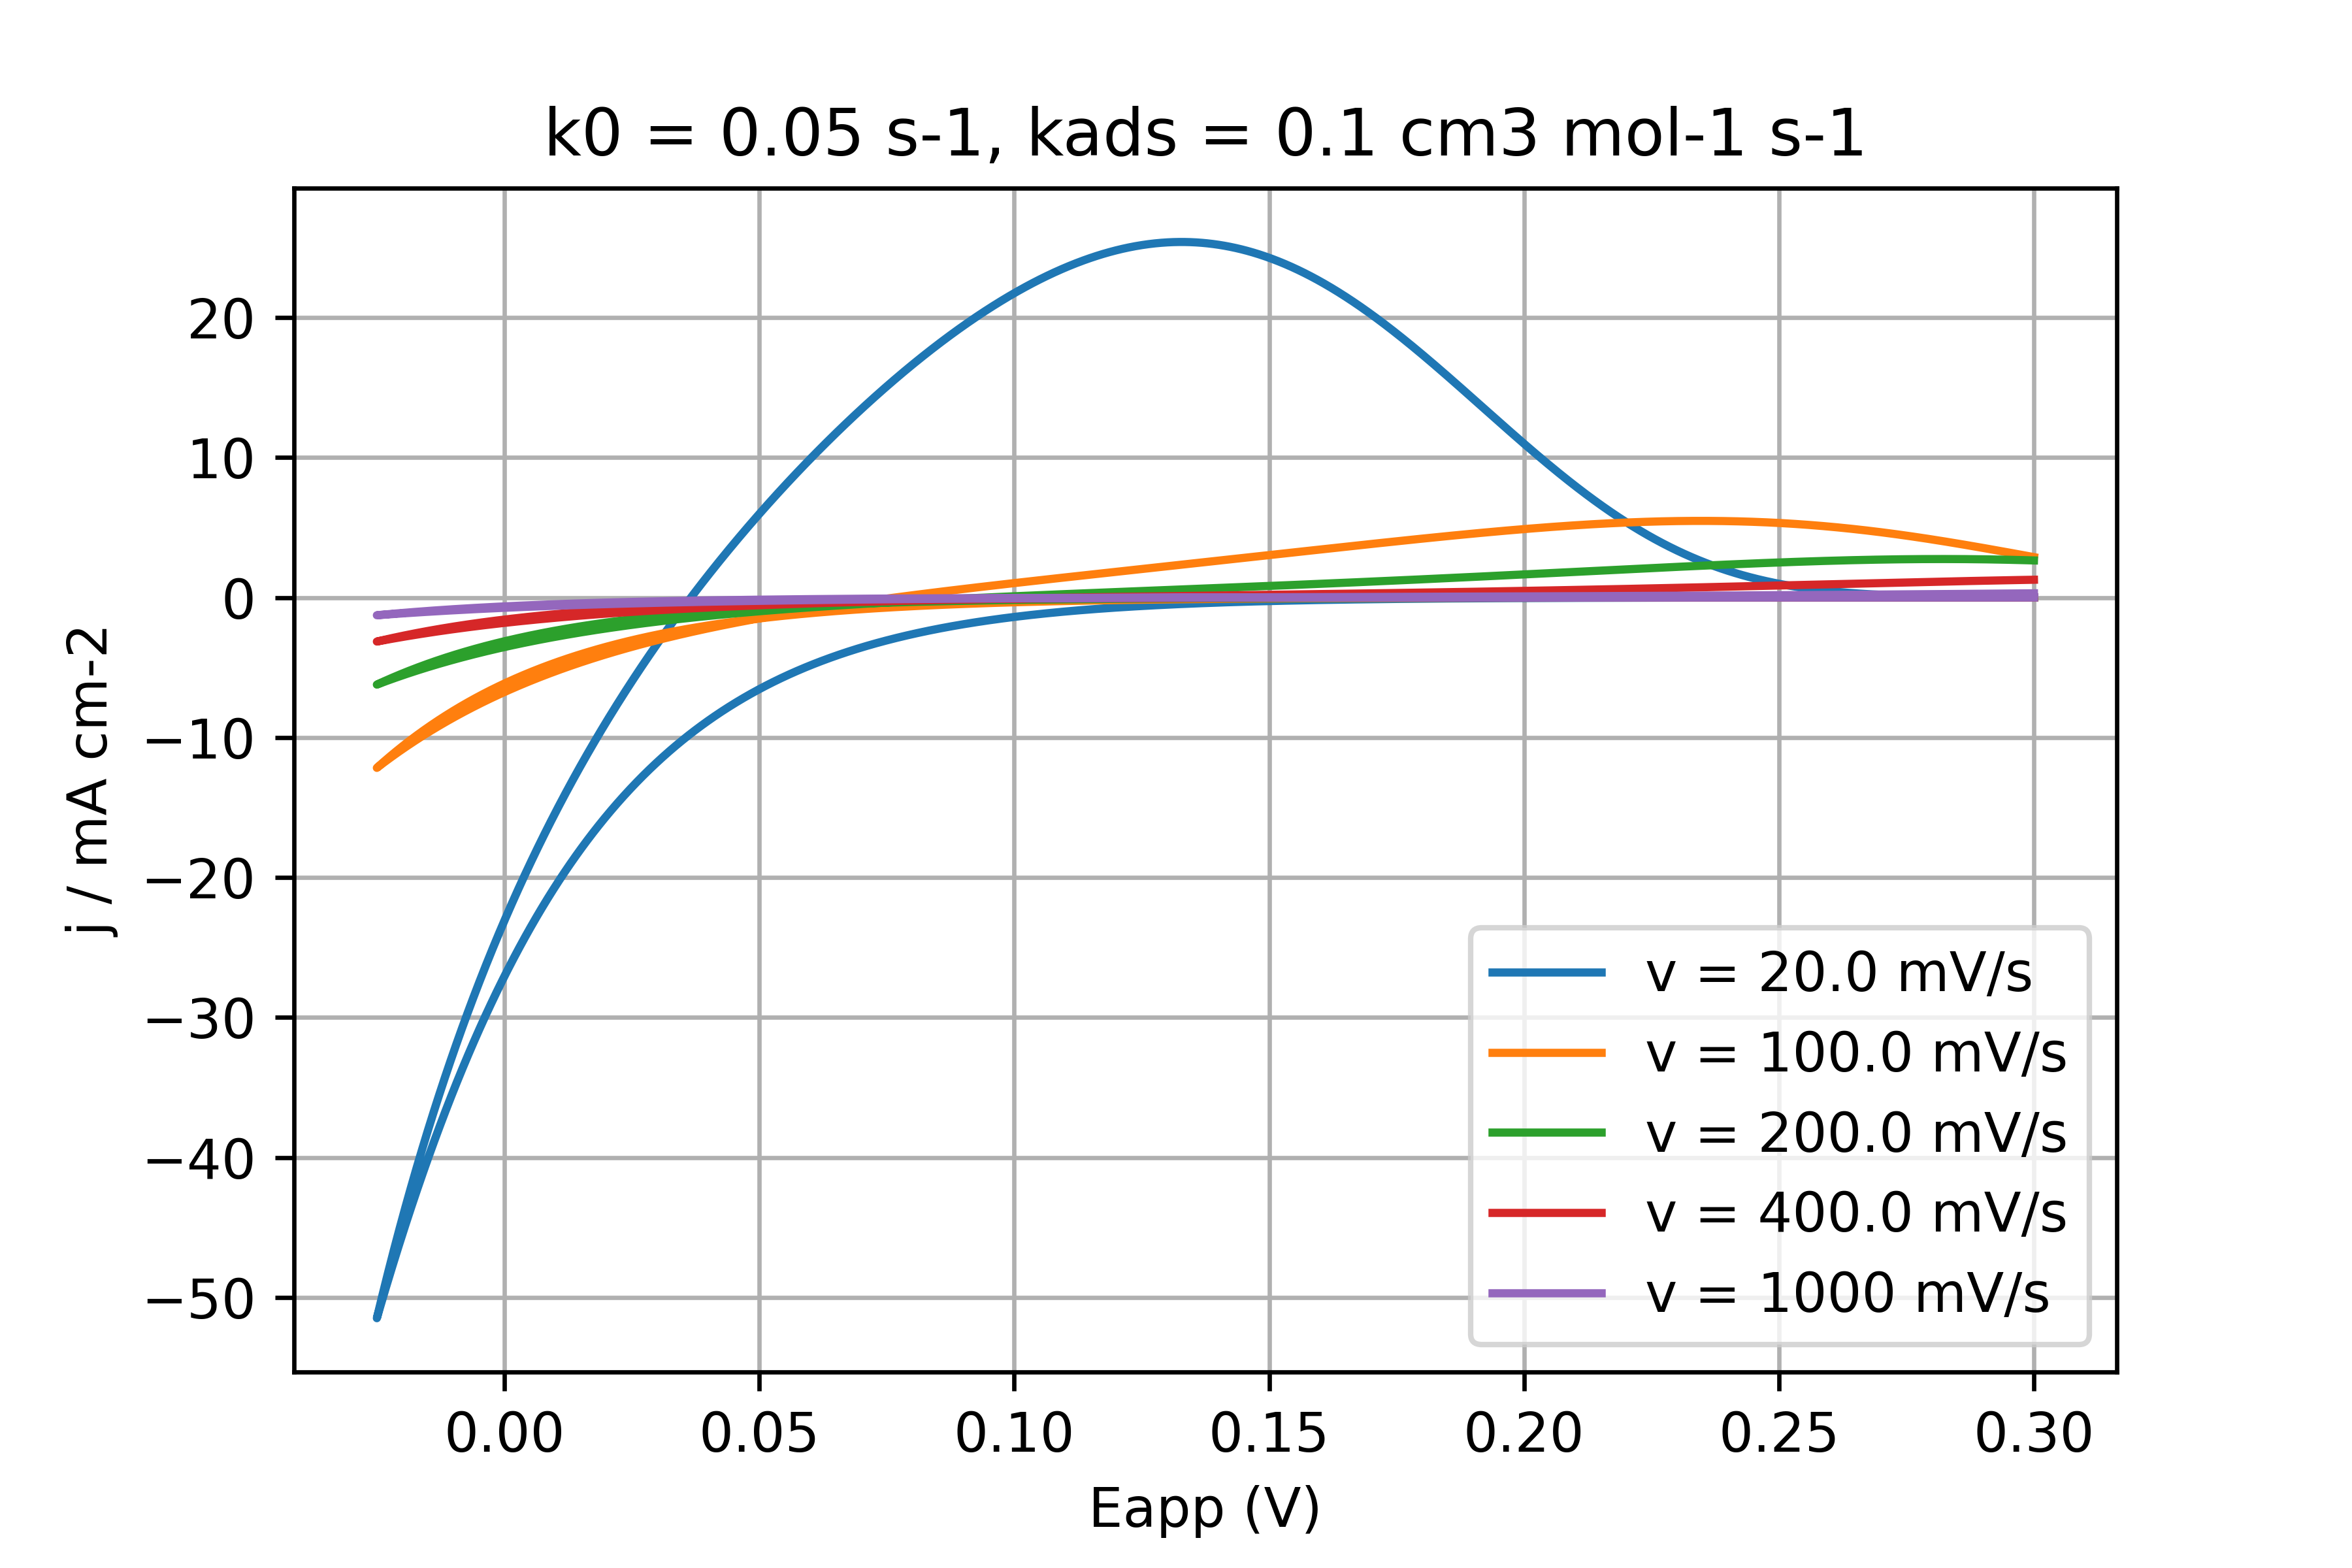 k0 = 0.05 s-1, kads = 0.1 cm3 mol-1 s-1
j / mA cm-2
20
10
0
−10
−20
−30
−40
−50
v = 20.0 mV/s
v = 100.0 mV/s
v = 200.0 mV/s
v = 400.0 mV/s
v = 1000 mV/s
0.00 0.05 0.10 0.15 0.20 0.25 0.30
Eapp (V)